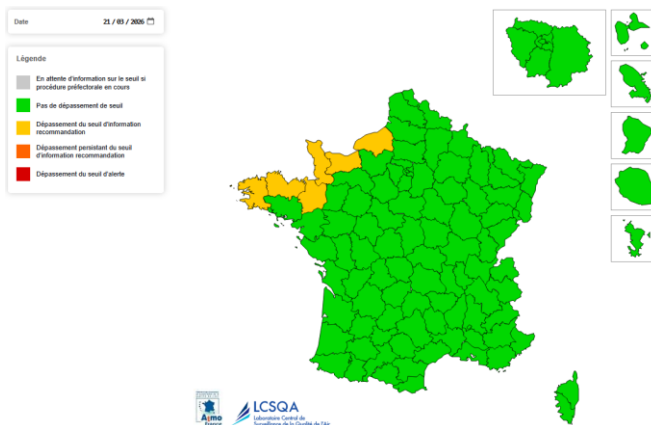 Date
21 / 03 / 2026
Légende
En attente d'information sur le seuil si
procédure préfectorale en cours
Pas de dépassement de seuil
Dépassement du seuil d'information
recommandation
Dépassement persistant du seuil
d'information recommandation
Dépassement du seuil d'alerte
Atmo
France
LCSQA
Laboratoire Central de
Surveillance de la Qualité de l'Air